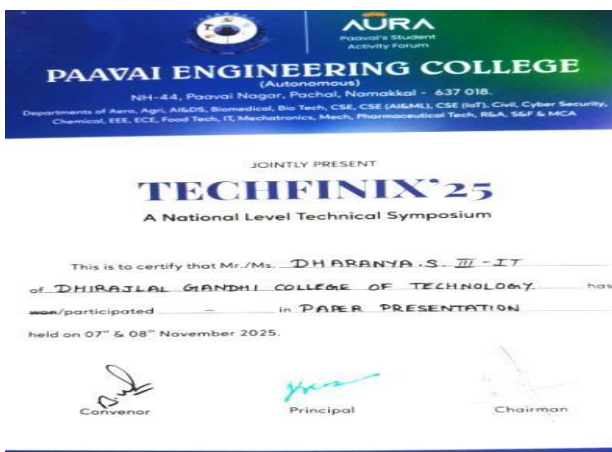 AURA
Paavai's Student
Activity Forum
PAAVAI ENGINEERING COLLEGE
(Autonomous)
NH-44, Paavai Nagar, Pachal, Namakkal - 637 018.
Departments of Aero, Agri, AI&DS, Biomedical, Bio Tech, CSE, CSE (AI&ML), CSE (IoT), Civil, Cyber Security,
Chemical, EEE, ECE, Food Tech, IT, Mechatronics, Mech, Pharmaceutical Tech, R&A, S&F & MCA
JOINTLY PRESENT
TECHFINIX'25
A National Level Technical Symposium
This is to certify that Mr./Ms. DHARANYA.S. III - IT
of DHIRAJLAL GANDHI COLLEGE OF TECHNOLOGY. has
won/participated - in PAPER PRESENTATION
held on 07th & 08th November 2025.
Convenor Principal Chairman